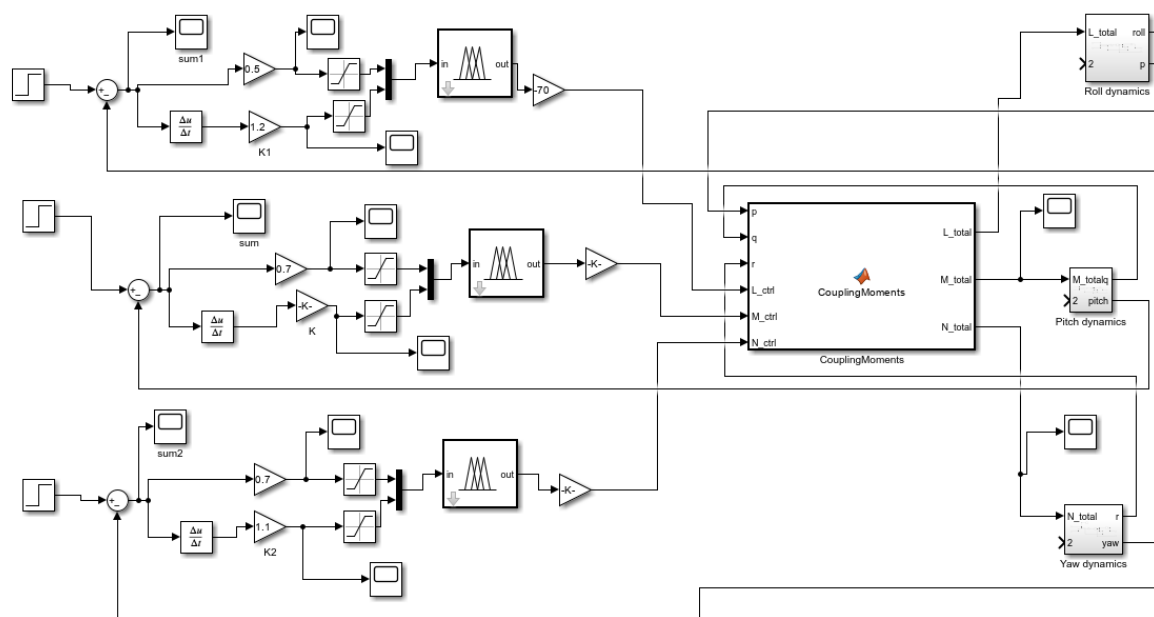 sum1
+
−
0.5
Δu
Δt
1.2
K1
in
out
-70
L_total
roll
2
p
Roll dynamics
sum
+
−
0.7
Δu
Δt
-K-
K
in
out
-K-
p
q
r
L_ctrl
M_ctrl
N_ctrl
CouplingMoments
L_total
M_total
N_total
CouplingMoments
M_totalq
2
pitch
Pitch dynamics
sum2
+
−
0.7
Δu
Δt
1.1
K2
in
out
-K-
N_total
r
2
yaw
Yaw dynamics